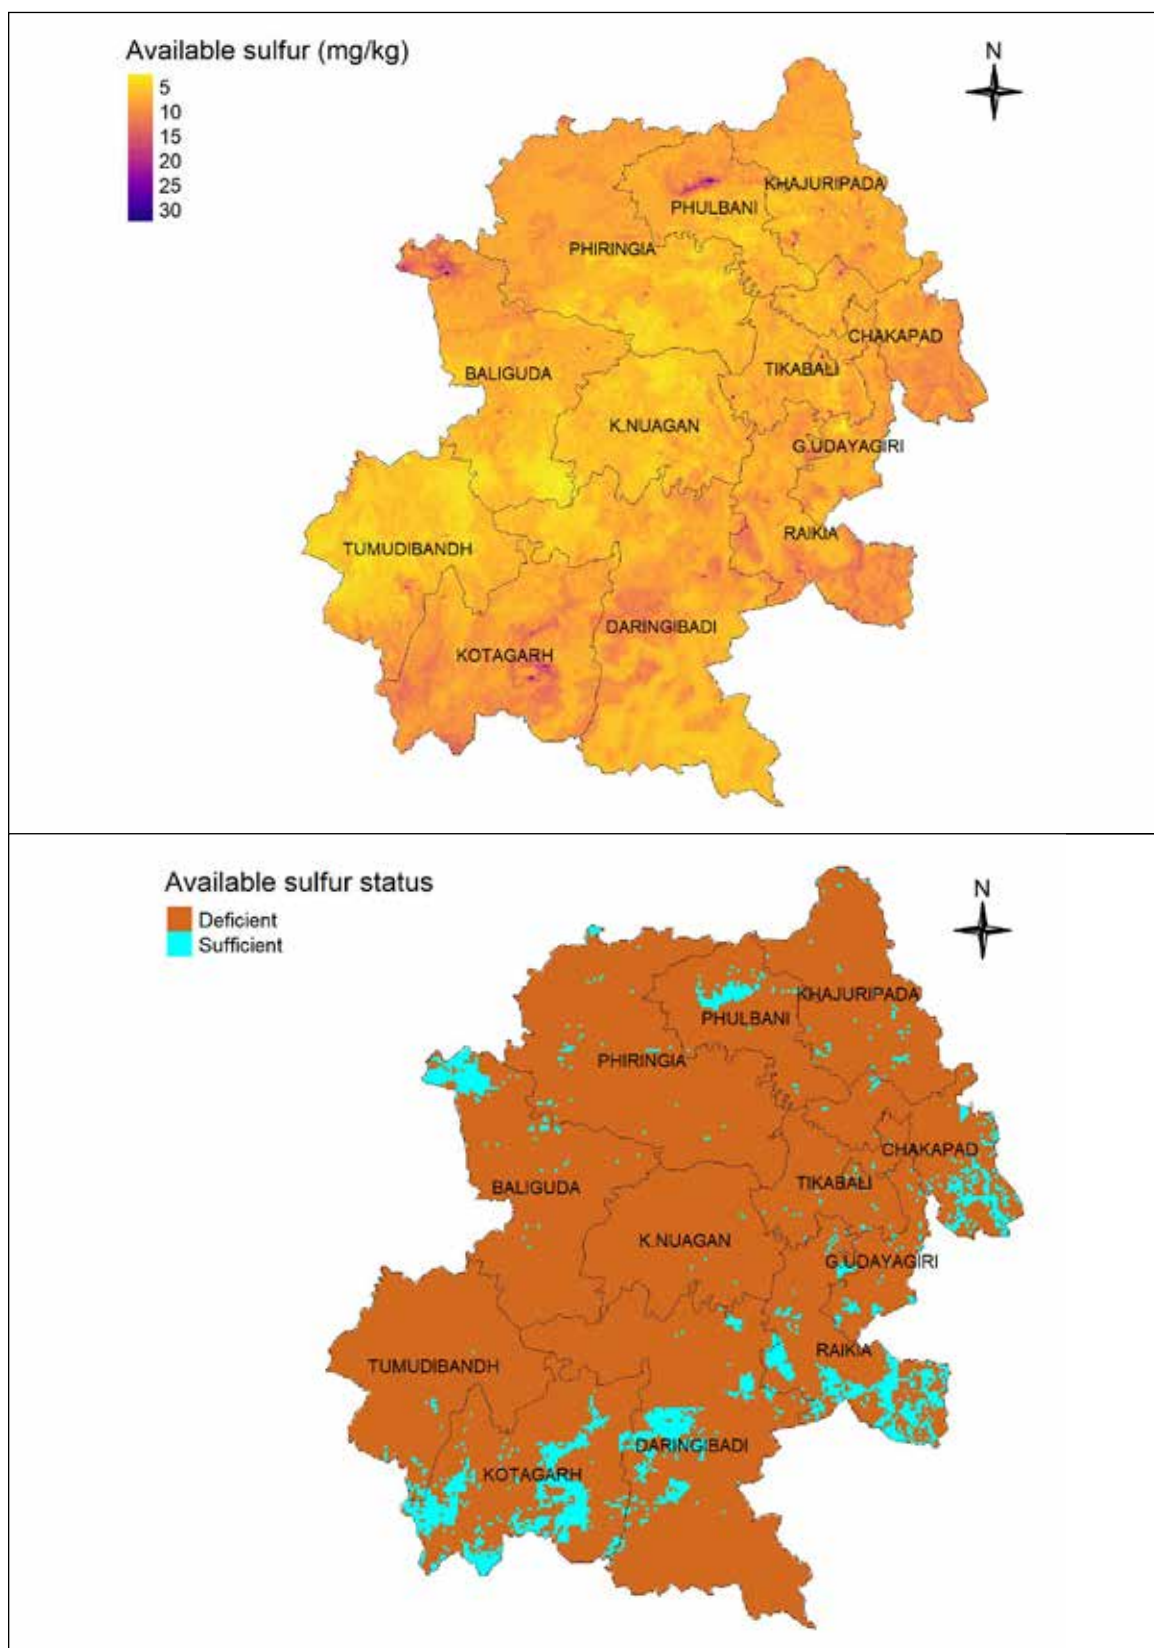 Available sulfur (mg/kg)
5
10
15
20
25
30
N
KHAJURIPADA
PHULBANI
PHIRINGIA
CHAKAPAD
TIKABALI
BALIGUDA
K.NUAGAN
G.UDAYAGIRI
RAIKIA
TUMUDIBANDH
DARINGIBADI
KOTAGARH
Available sulfur status
Deficient
Sufficient
N
KHAJURIPADA
PHULBANI
PHIRINGIA
CHAKAPAD
TIKABALI
BALIGUDA
K.NUAGAN
G.UDAYAGIRI
RAIKIA
TUMUDIBANDH
DARINGIBADI
KOTAGARH